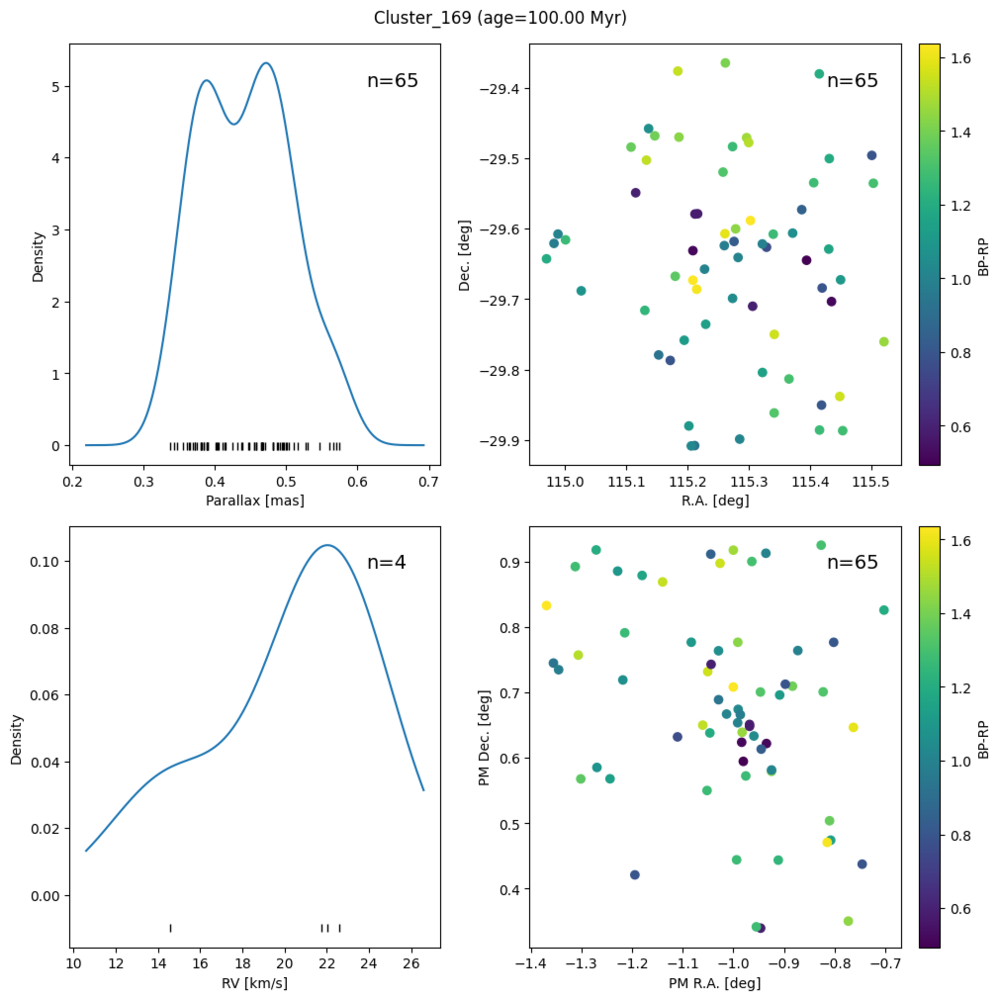 Cluster_169 (age=100.00 Myr)
n=65
Density
5
4
3
2
1
0
0.2 0.3 0.4 0.5 0.6 0.7
Parallax [mas]
n=65
Dec. [deg]
−29.4
−29.5
−29.6
−29.7
−29.8
−29.9
115.0 115.1 115.2 115.3 115.4 115.5
R.A. [deg]
1.6
1.4
1.2
1.0
0.8
0.6
BP-RP
n=4
Density
0.10
0.08
0.06
0.04
0.02
0.00
10 12 14 16 18 20 22 24 26
RV [km/s]
n=65
PM Dec. [deg]
0.9
0.8
0.7
0.6
0.5
0.4
−1.4 −1.3 −1.2 −1.1 −1.0 −0.9 −0.8 −0.7
PM R.A. [deg]
1.6
1.4
1.2
1.0
0.8
0.6
BP-RP